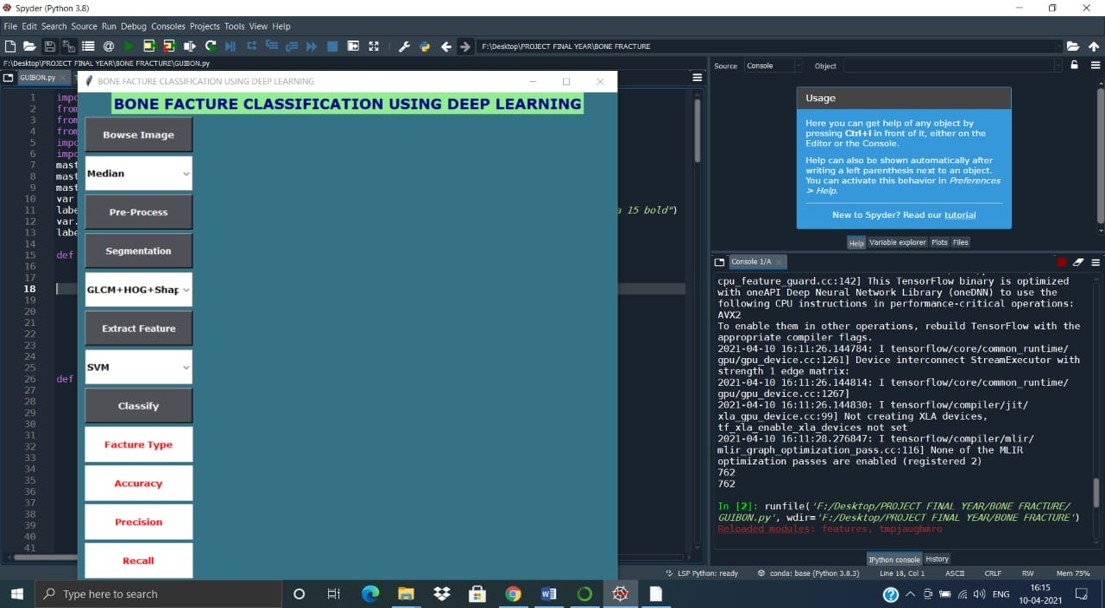 Spyder (Python 3.8)
File Edit Search Source Run Debug Consoles Projects Tools View Help
F:\Desktop\PROJECT FINAL YEAR\BONE FRACTURE
F:\Desktop\PROJECT FINAL YEAR\BONE FRACTURE\GUIBON.py
Source Console Object
GUIBON.py
BONE FACTURE CLASSIFICATION USING DEEP LEARNING
BONE FACTURE CLASSIFICATION USING DEEP LEARNING
Bowse Image
Median
Pre-Process
Segmentation
GLCM+HOG+Shap
Extract Feature
SVM
Classify
Facture Type
Accuracy
Precision
Recall
1 impo
2 from
3 from
4 from
5 impo
6 impo
7 mast
8 mast
9 mast
10 var
11 labe
a 15 bold")
12 var.
13 labe
14
15 def
16
17
18
19
20
21
22
23
24
25
26 def
27
28
29
30
31
32
33
34
35
36
37
38
39
40
41
Usage
Here you can get help of any object by
pressing Ctrl+I in front of it, either on the
Editor or the Console.
Help can also be shown automatically after
writing a left parenthesis next to an object.
You can activate this behavior in Preferences
> Help.
New to Spyder? Read our tutorial
Help Variable explorer Plots Files
Console 1/A
cpu_feature_guard.cc:142] This TensorFlow binary is optimized
with oneAPI Deep Neural Network Library (oneDNN) to use the
following CPU instructions in performance-critical operations:
AVX2
To enable them in other operations, rebuild TensorFlow with the
appropriate compiler flags.
2021-04-10 16:11:26.144784: I tensorflow/core/common_runtime/
gpu/gpu_device.cc:1261] Device interconnect StreamExecutor with
strength 1 edge matrix:
2021-04-10 16:11:26.144814: I tensorflow/core/common_runtime/
gpu/gpu_device.cc:1267]
2021-04-10 16:11:26.144830: I tensorflow/compiler/jit/
xla_gpu_device.cc:99] Not creating XLA devices,
tf_xla_enable_xla_devices not set
2021-04-10 16:11:28.276847: I tensorflow/compiler/mlir/
mlir_graph_optimization_pass.cc:116] None of the MLIR
optimization passes are enabled (registered 2)
762
762
In [2]: runfile('F:/Desktop/PROJECT FINAL YEAR/BONE FRACTURE/
GUIBON.py', wdir='F:/Desktop/PROJECT FINAL YEAR/BONE FRACTURE')
Reloaded modules: features, tmpjaughmro
IPython console History
LSP Python: ready conda: base (Python 3.8.3) Line 18, Col 1 ASCII CRLF RW Mem 75%
Type here to search
ENG
16:15
10-04-2021